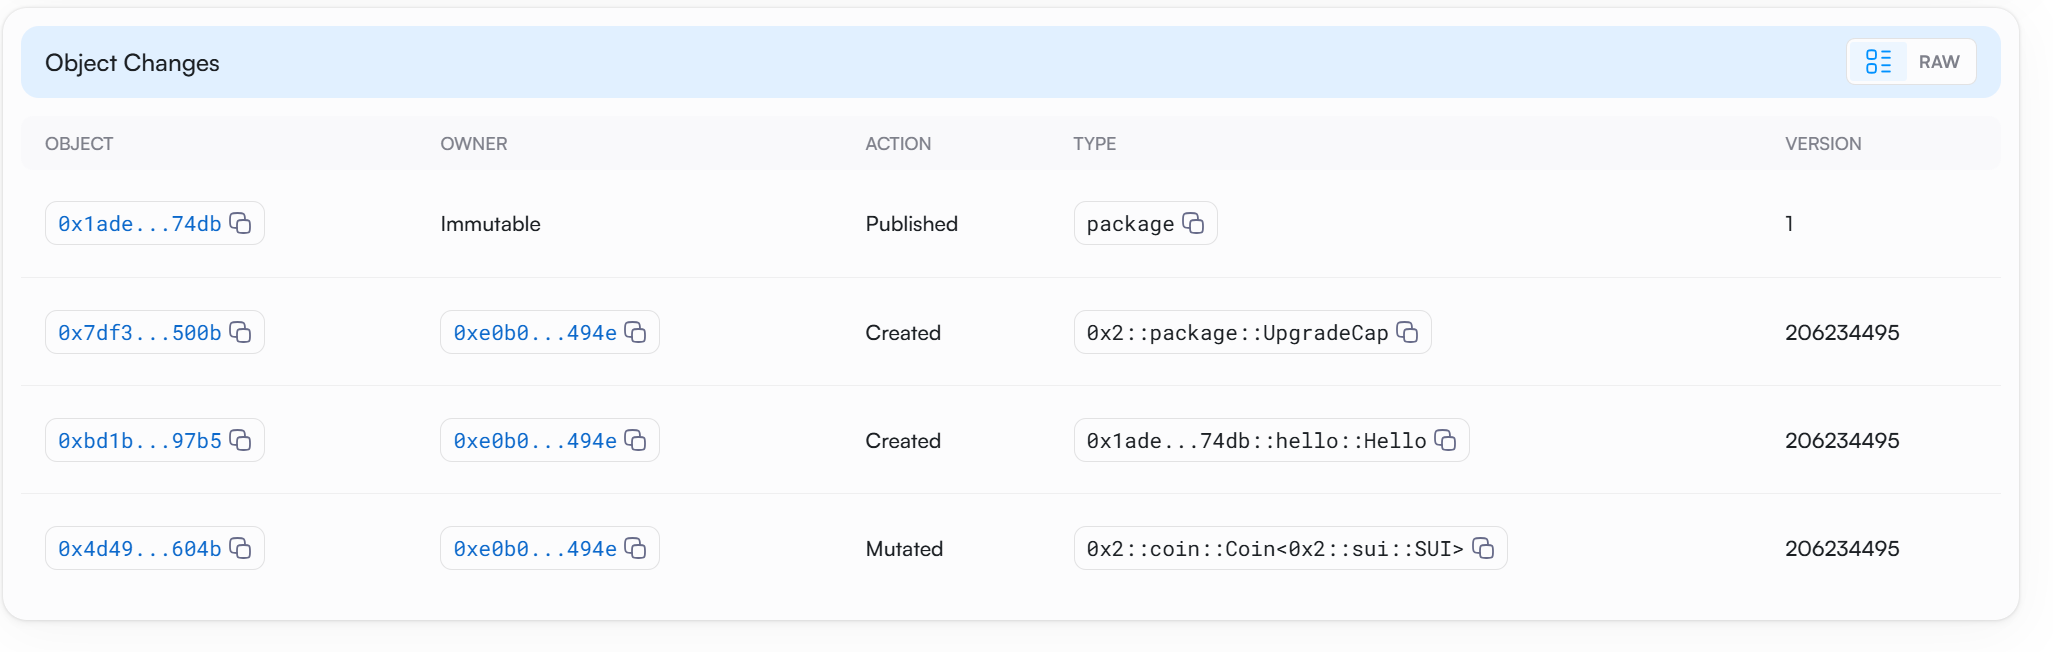 Object Changes RAW
OBJECT OWNER ACTION TYPE VERSION
0x1ade...74db Immutable Published package 1
0x7df3...500b 0xe0b0...494e Created 0x2::package::UpgradeCap 206234495
0xbd1b...97b5 0xe0b0...494e Created 0x1ade...74db::hello::Hello 206234495
0x4d49...604b 0xe0b0...494e Mutated 0x2::coin::Coin<0x2::sui::SUI> 206234495